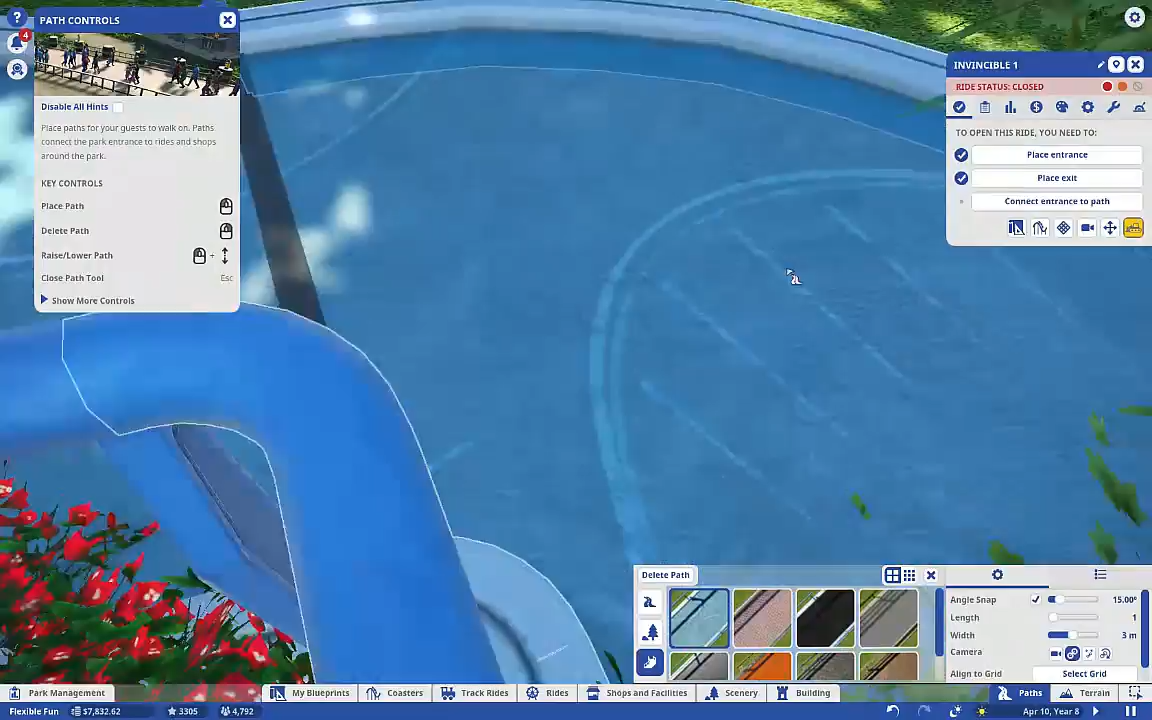 ?
4
PATH CONTROLS
Disable All Hints
Place paths for your guests to walk on. Paths
connect the park entrance to rides and shops
around the park.
KEY CONTROLS
Place Path
Delete Path
Raise/Lower Path
+
Close Path Tool Esc
Show More Controls
INVINCIBLE 1
RIDE STATUS: CLOSED
TO OPEN THIS RIDE, YOU NEED TO:
Place entrance
Place exit
Connect entrance to path
Delete Path
Angle Snap 15.00°
Length 1
Width 3 m
Camera
Align to Grid Select Grid
Park Management My Blueprints Coasters Track Rides Rides Shops and Facilities Scenery Building Paths Terrain
Flexible Fun $7,832.62 3305 4,792 Apr 10, Year 8